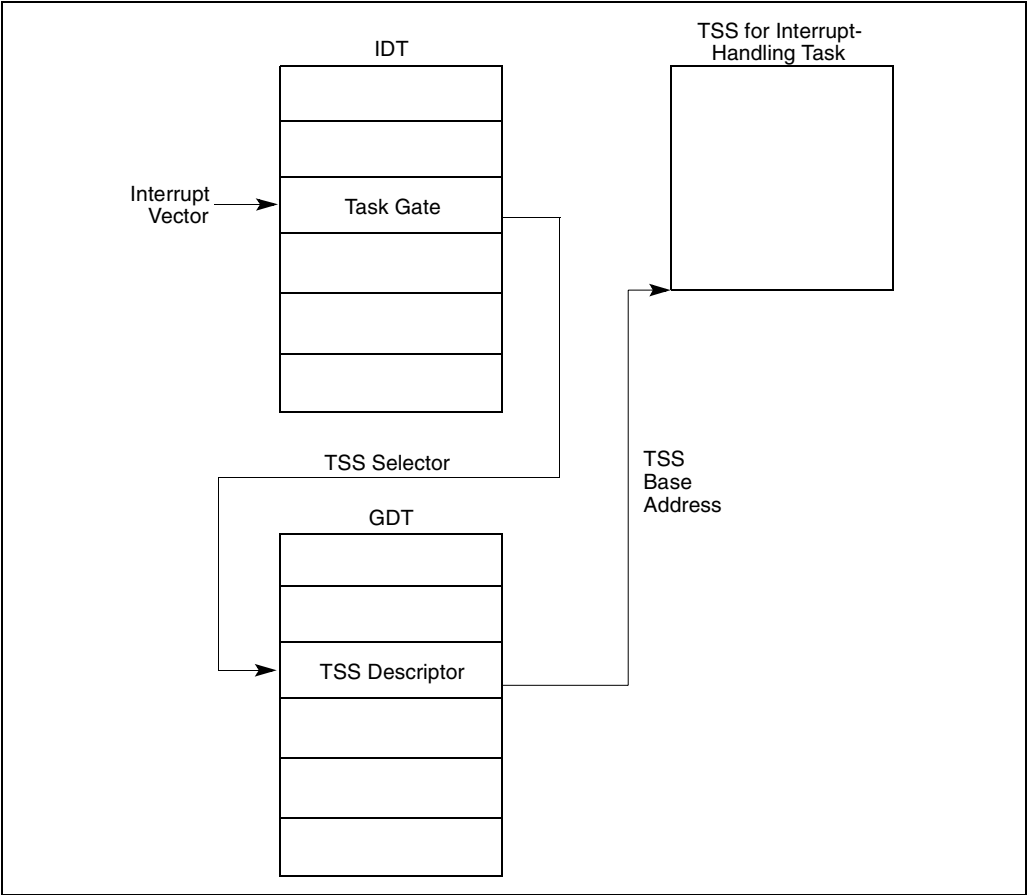 IDT
TSS for Interrupt-
Handling Task
Interrupt
Vector
Task Gate
TSS Selector
TSS
Base
Address
GDT
TSS Descriptor